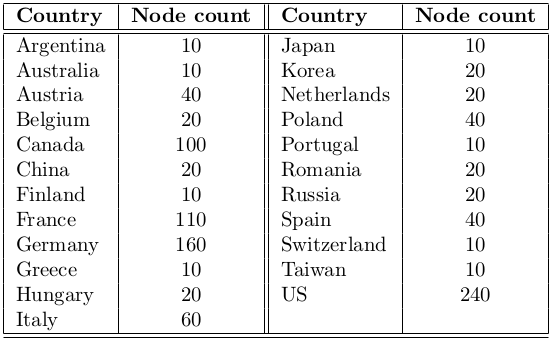 Country Node count Country Node count
Argentina 10 Japan 10
Australia 10 Korea 20
Austria 40 Netherlands 20
Belgium 20 Poland 40
Canada 100 Portugal 10
China 20 Romania 20
Finland 10 Russia 20
France 110 Spain 40
Germany 160 Switzerland 10
Greece 10 Taiwan 10
Hungary 20 US 240
Italy 60